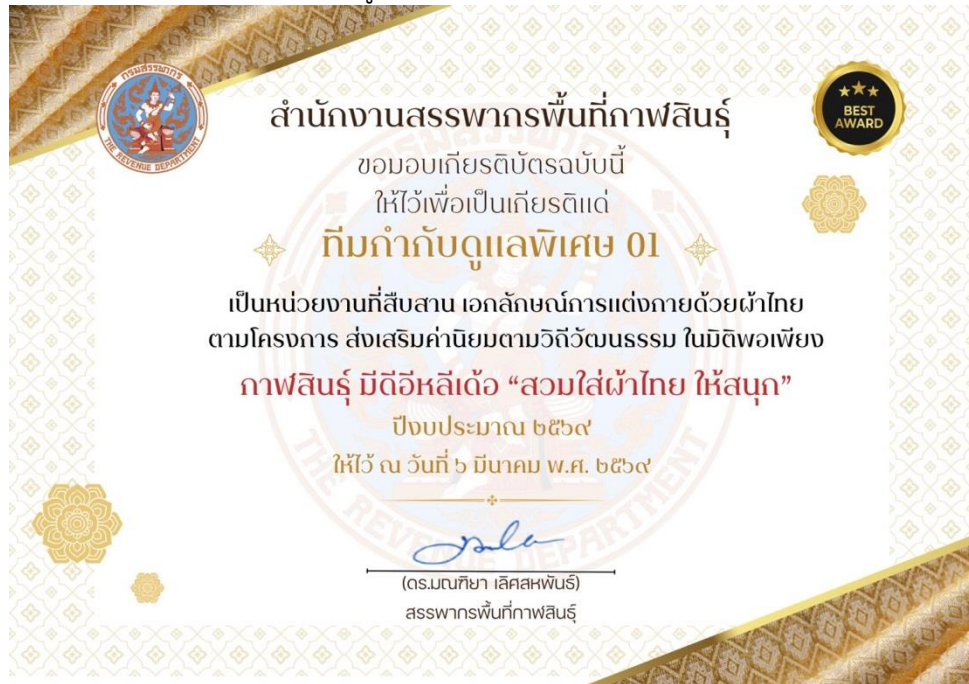 กรมสรรพากร
THE REVENUE DEPARTMENT
BEST
AWARD
สำนักงานสรรพากรพื้นที่กาฬสินธุ์
ขอมอบเกียรติบัตรฉบับนี้
ให้ไว้เพื่อเป็นเกียรติแด่
ทีมกำกับดูแลพิเศษ 01
เป็นหน่วยงานที่สืบสาน เอกลักษณ์การแต่งกายด้วยผ้าไทย
ตามโครงการ ส่งเสริมค่านิยมตามวิถีวัฒนธรรม ในมิติพอเพียง
กาฬสินธุ์ มีดีอีหลีเด้อ “สวมใส่ผ้าไทย ให้สนุก”
ปีงบประมาณ ๒๕๖๙
ให้ไว้ ณ วันที่ ๖ มีนาคม พ.ศ. ๒๕๖๙
THE REVENUE DEPARTMENT
(ดร.มณฑิยา เลิศสหพันธ์)
สรรพากรพื้นที่กาฬสินธุ์